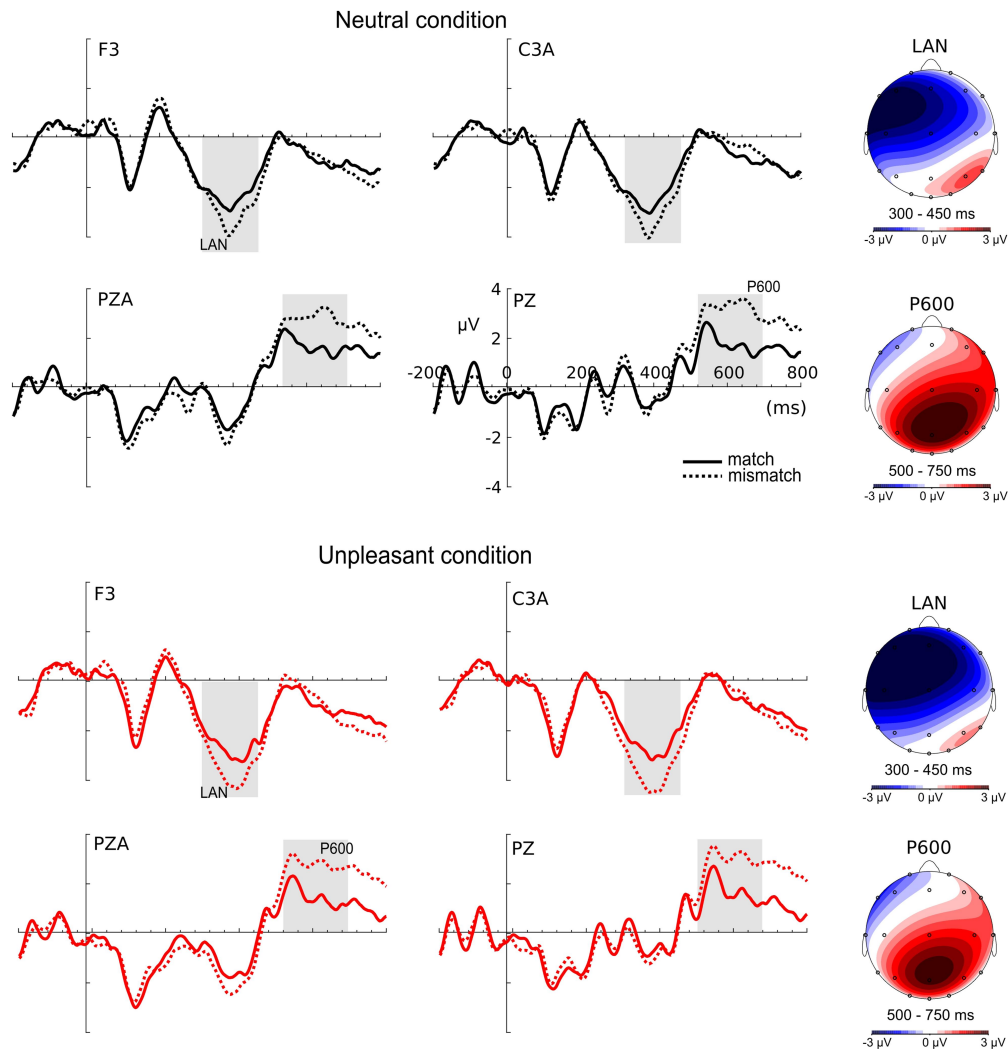 Neutral condition
F3
C3A
LAN
LAN
300 - 450 ms
-3 µV 0 µV 3 µV
PZA
PZ
P600
4
µV
2
-200 0 200 400 600 800
(ms)
-2
-4
match
mismatch
P600
500 - 750 ms
-3 µV 0 µV 3 µV
Unpleasant condition
F3
C3A
LAN
LAN
300 - 450 ms
-3 µV 0 µV 3 µV
PZA
P600
PZ
P600
500 - 750 ms
-3 µV 0 µV 3 µV